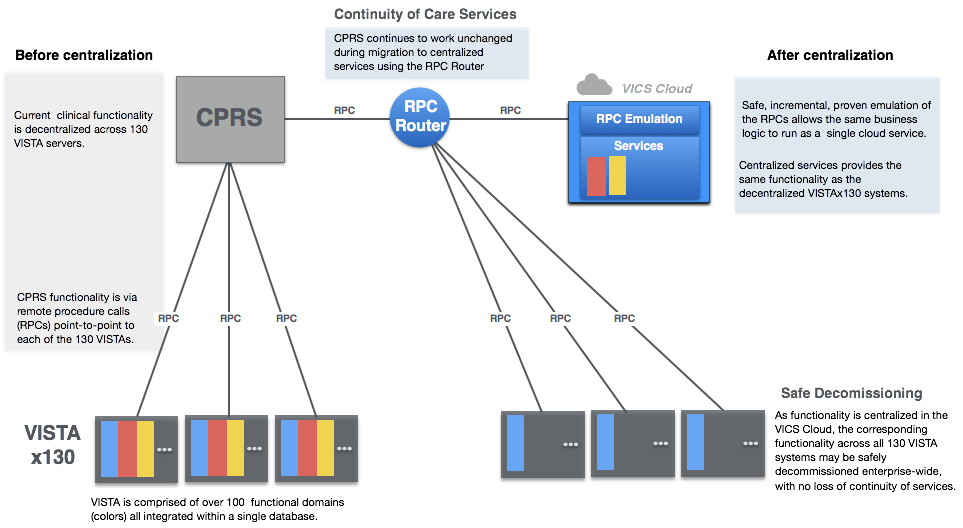 Continuity of Care Services
CPRS continues to work unchanged
during migration to centralized
services using the RPC Router
Before centralization
Current clinical functionality
is decentralized across 130
VISTA servers.
CPRS functionality is via
remote procedure calls
(RPCs) point-to-point to
each of the 130 VISTAs.
CPRS
RPC
RPC
Router
RPC
VICS Cloud
RPC Emulation
Services
After centralization
Safe, incremental, proven emulation of
the RPCs allows the same business
logic to run as a single cloud service.
Centralized services provides the
same functionality as the
decentralized VISTAx130 systems.
RPC
RPC
RPC
RPC
RPC
RPC
VISTA
x130
...
...
...
VISTA is comprised of over 100 functional domains
(colors) all integrated within a single database.
...
...
...
Safe Decomissioning
As functionality is centralized in the
VICS Cloud, the corresponding
functionality across all 130 VISTA
systems may be safely
decommissioned enterprise-wide,
with no loss of continuity of services.